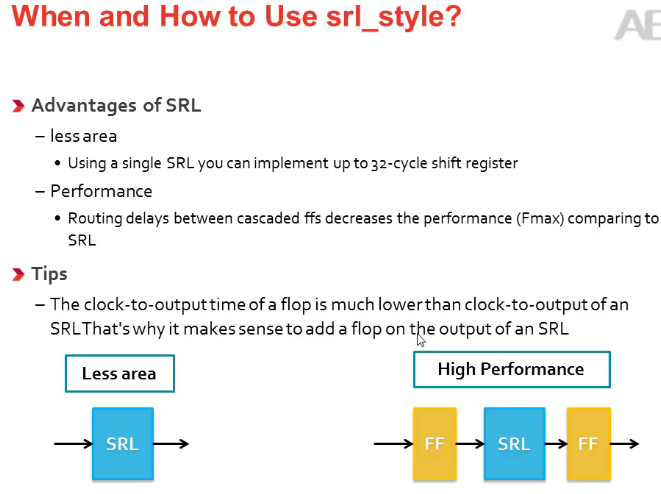 When and How to Use srl_style?
Advantages of SRL
– less area
• Using a single SRL you can implement up to 32-cycle shift register
– Performance
• Routing delays between cascaded ffs decreases the performance (Fmax) comparing to
SRL
Tips
– The clock-to-output time of a flop is much lower than clock-to-output of an
SRLThat's why it makes sense to add a flop on the output of an SRL
Less area
High Performance
SRL
FF
SRL
FF